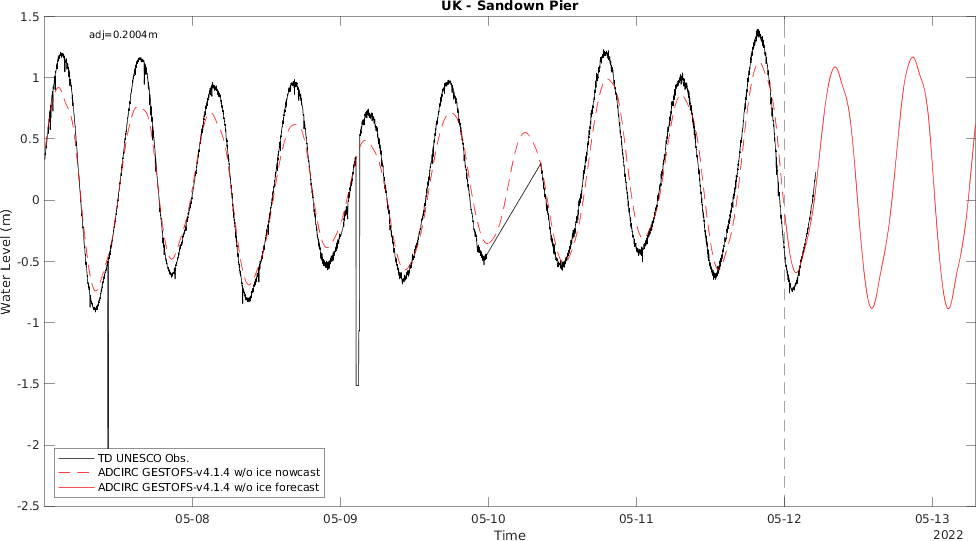 UK - Sandown Pier
adj=0.2004m
1.5
1
0.5
0
-0.5
-1
-1.5
-2
-2.5
Water Level (m)
TD UNESCO Obs.
ADCIRC GESTOFS-v4.1.4 w/o ice nowcast
ADCIRC GESTOFS-v4.1.4 w/o ice forecast
05-08
05-09
05-10
05-11
05-12
05-13
Time
2022